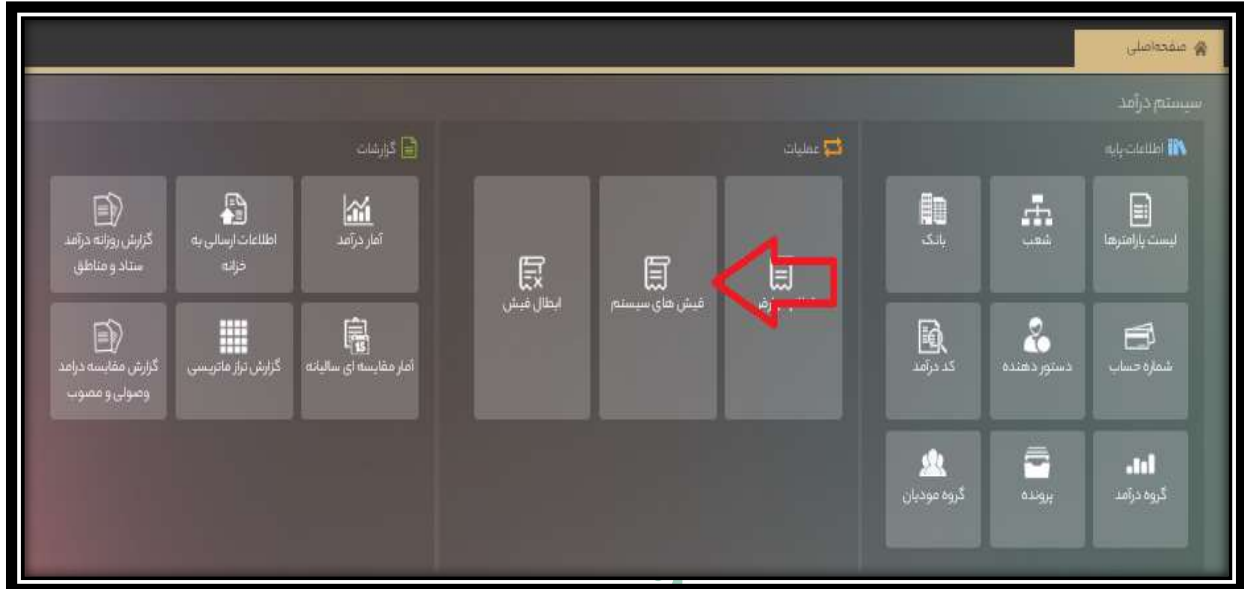 صفحه‌اصلی
سیستم درآمد
اطلاعات پایه
لیست پارامترها
شعب
بانک
شماره حساب
دستور دهنده
کد درآمد
گروه درآمد
پرونده
گروه مودیان
عملیات
فیش های سیستم
ابطال فیش
گزارشات
آمار درآمد
اطلاعات ارسالی به
خزانه
گزارش روزانه درآمد
ستاد و مناطق
آمار مقایسه ای سالیانه
گزارش تراز ماتریسی
گزارش مقایسه درامد
وصولی و مصوب
15